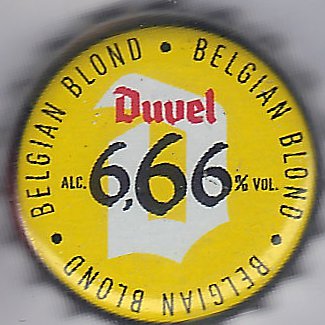 BELGIAN BLOND • BELGIAN BLOND • BELGIAN BLOND •
Duvel
ALC. 6,66% VOL.